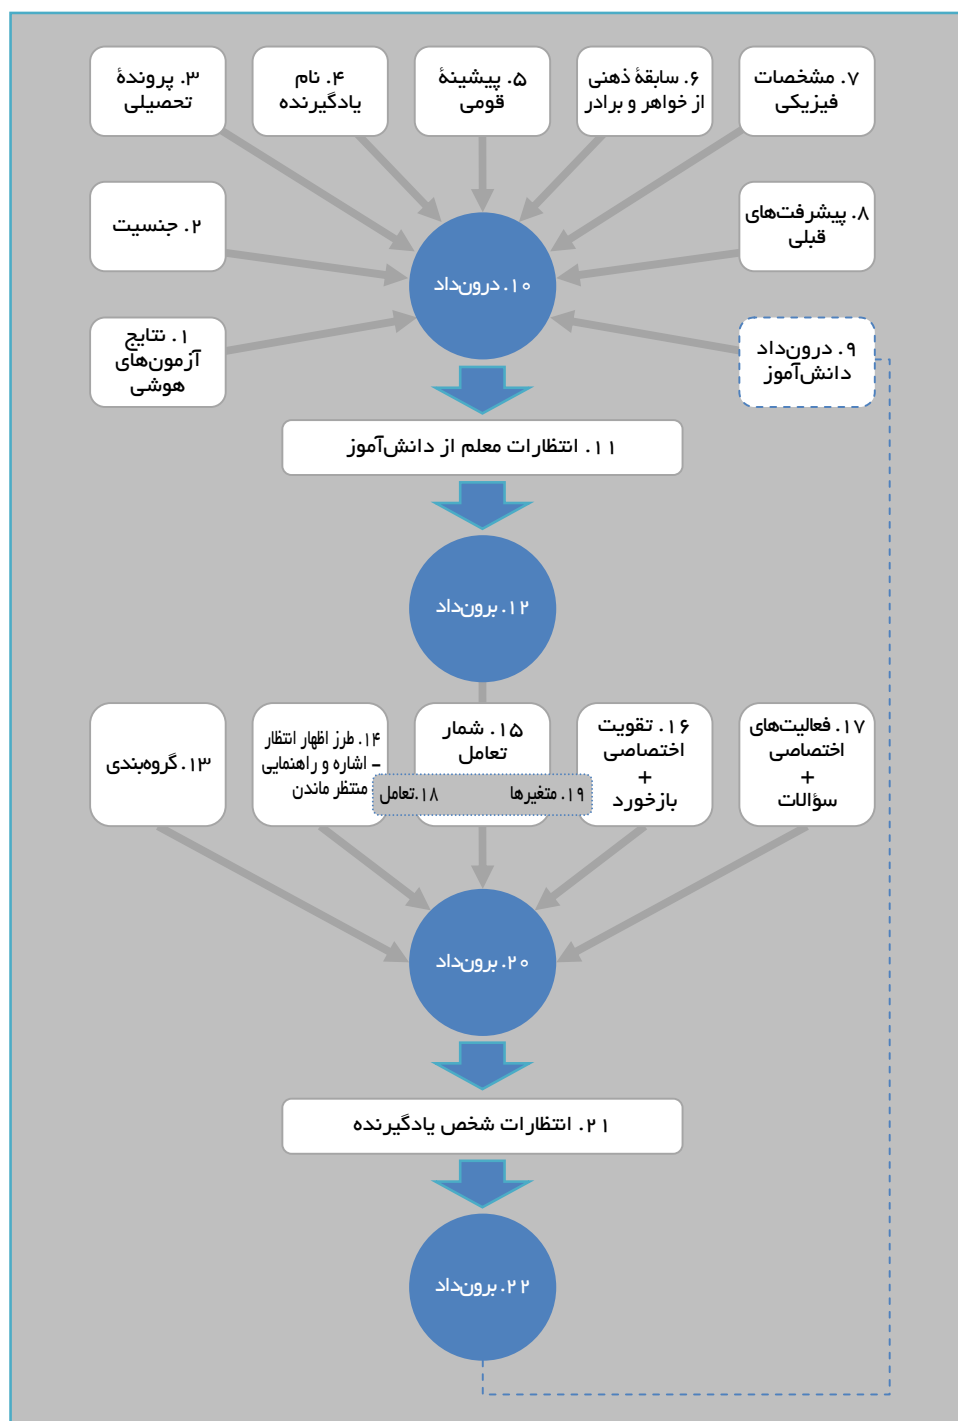 ۳. پروندۀ
تحصیلی
۴. نام
یادگیرنده
۵. پیشینۀ
قومی
۶. سابقۀ ذهنی
از خواهر و برادر
۷. مشخصات
فیزیکی
۲. جنسیت
۸. پیشرفت‌های
قبلی
۱۰. درون‌داد
۱. نتایج
آزمون‌های
هوشی
۹. درون‌داد
دانش‌آموز
۱۱. انتظارات معلم از دانش‌آموز
۱۲. برون‌داد
۱۳. گروه‌بندی
۱۴. طرز اظهار انتظار
- اشاره و راهنمایی
منتظر ماندن
۱۵. شمار
تعامل
۱۶. تقویت
اختصاصی
+
بازخورد
۱۷. فعالیت‌های
اختصاصی
+
سؤالات
۱۸.تعامل
۱۹. متغیرها
۲۰. برون‌داد
۲۱. انتظارات شخص یادگیرنده
۲۲. برون‌داد